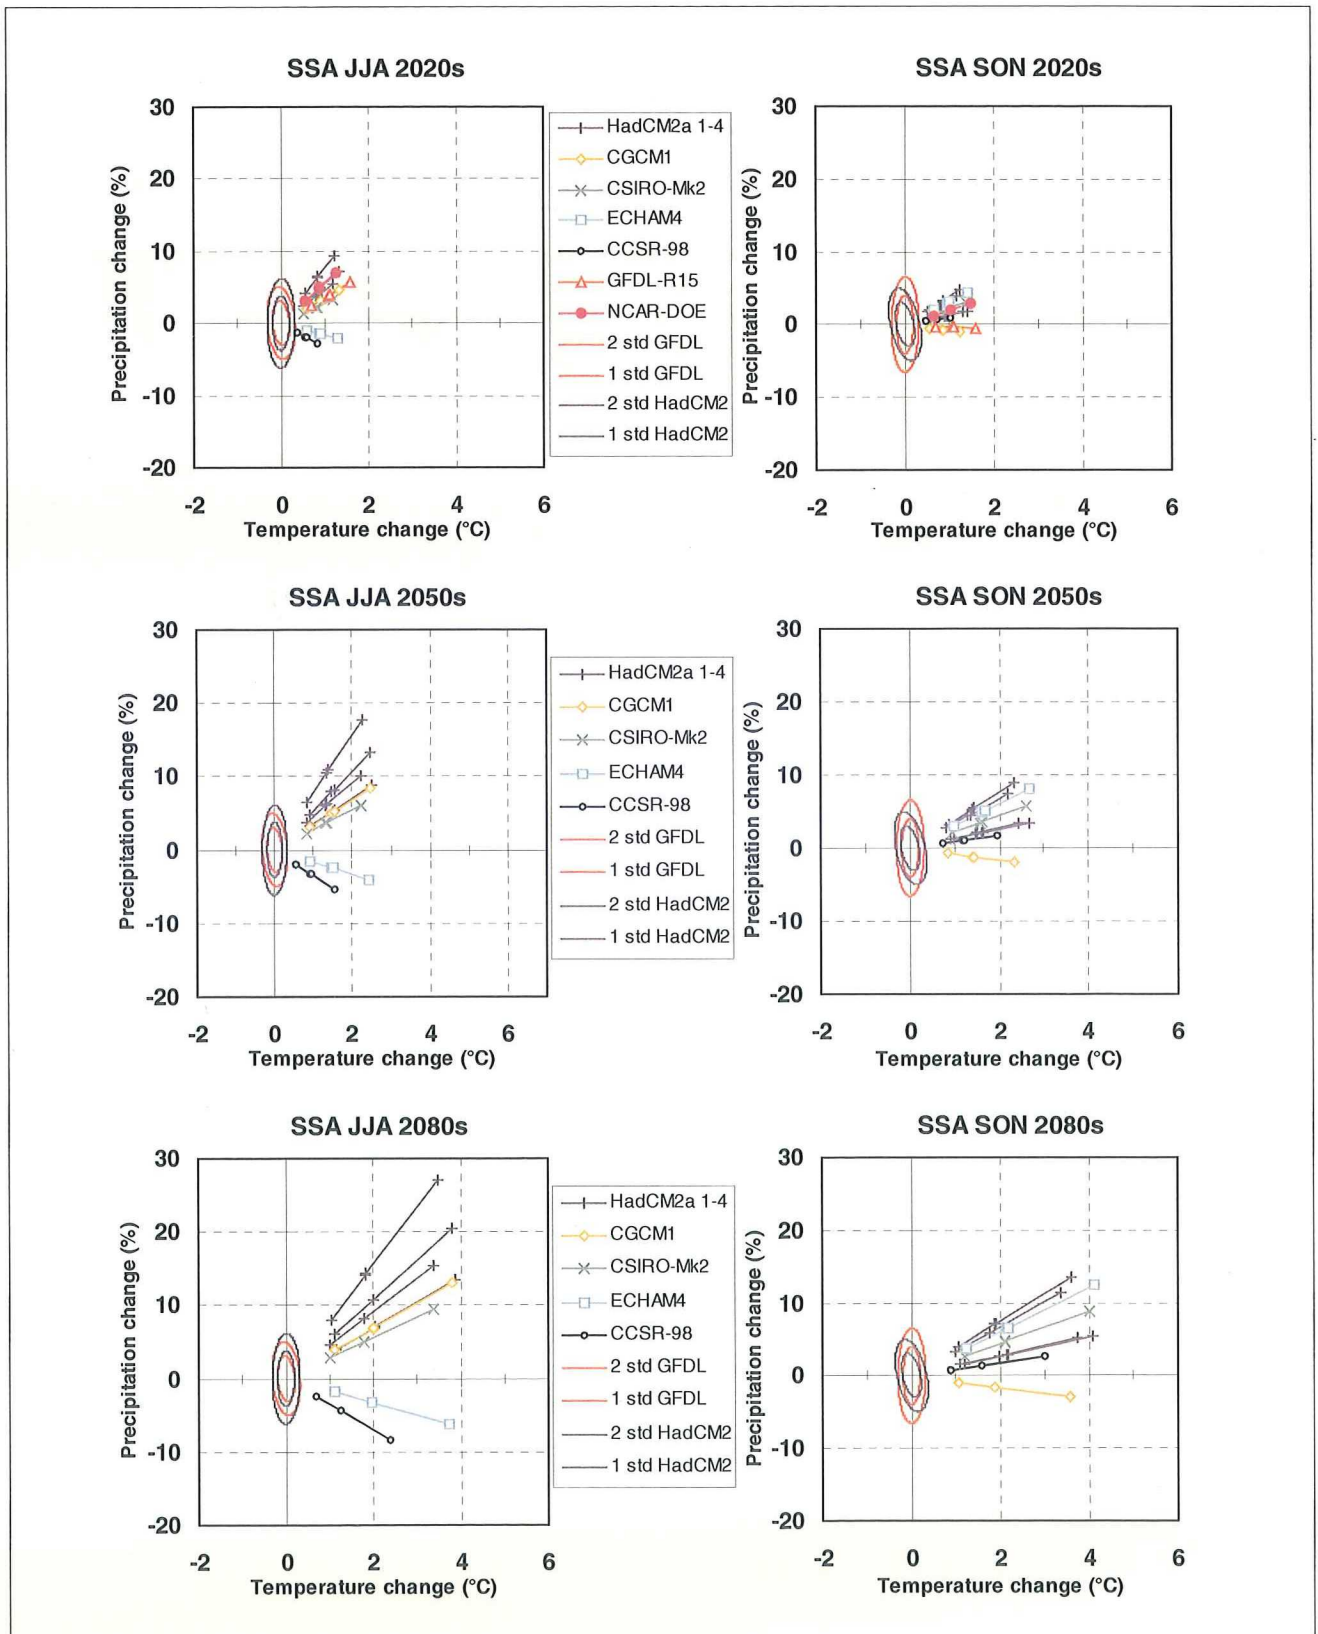 SSA JJA 2020s
Precipitation change (%)
30
20
10
0
-10
-20
-2 0 2 4 6
Temperature change (°C)
HadCM2a 1-4
CGCM1
CSIRO-Mk2
ECHAM4
CCSR-98
GFDL-R15
NCAR-DOE
2 std GFDL
1 std GFDL
2 std HadCM2
1 std HadCM2
SSA SON 2020s
Precipitation change (%)
30
20
10
0
-10
-20
-2 0 2 4 6
Temperature change (°C)
SSA JJA 2050s
Precipitation change (%)
30
20
10
0
-10
-20
-2 0 2 4 6
Temperature change (°C)
HadCM2a 1-4
CGCM1
CSIRO-Mk2
ECHAM4
CCSR-98
2 std GFDL
1 std GFDL
2 std HadCM2
1 std HadCM2
SSA SON 2050s
Precipitation change (%)
30
20
10
0
-10
-20
-2 0 2 4 6
Temperature change (°C)
SSA JJA 2080s
Precipitation change (%)
30
20
10
0
-10
-20
-2 0 2 4 6
Temperature change (°C)
HadCM2a 1-4
CGCM1
CSIRO-Mk2
ECHAM4
CCSR-98
2 std GFDL
1 std GFDL
2 std HadCM2
1 std HadCM2
SSA SON 2080s
Precipitation change (%)
30
20
10
0
-10
-20
-2 0 2 4 6
Temperature change (°C)